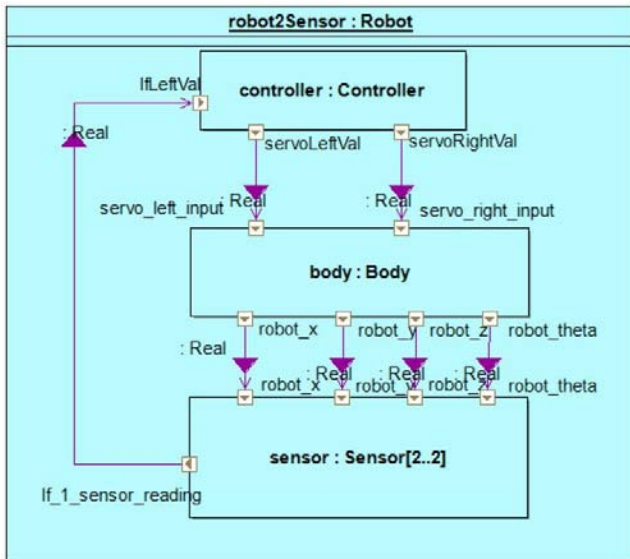 robot2Sensor : Robot
lfLeftVal
controller : Controller
: Real
servoLeftVal
servoRightVal
: Real
: Real
servo_left_input
servo_right_input
body : Body
robot_x
robot_y
robot_z
robot_theta
: Real
: Real
: Real
: Real
robot_x
robot_y
robot_z
robot_theta
sensor : Sensor[2..2]
lf_1_sensor_reading